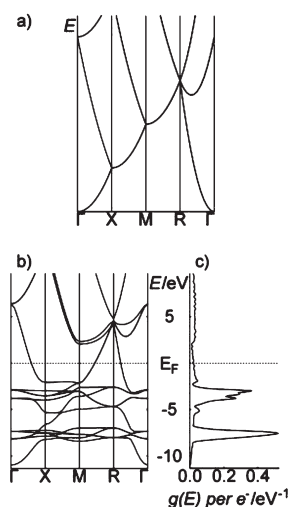 a)
E
Γ X M R Γ
b) c)
E/eV
5
E_F
-5
-10
Γ X M R Γ 0.0 0.2 0.4
g(E) per e⁻/eV⁻¹